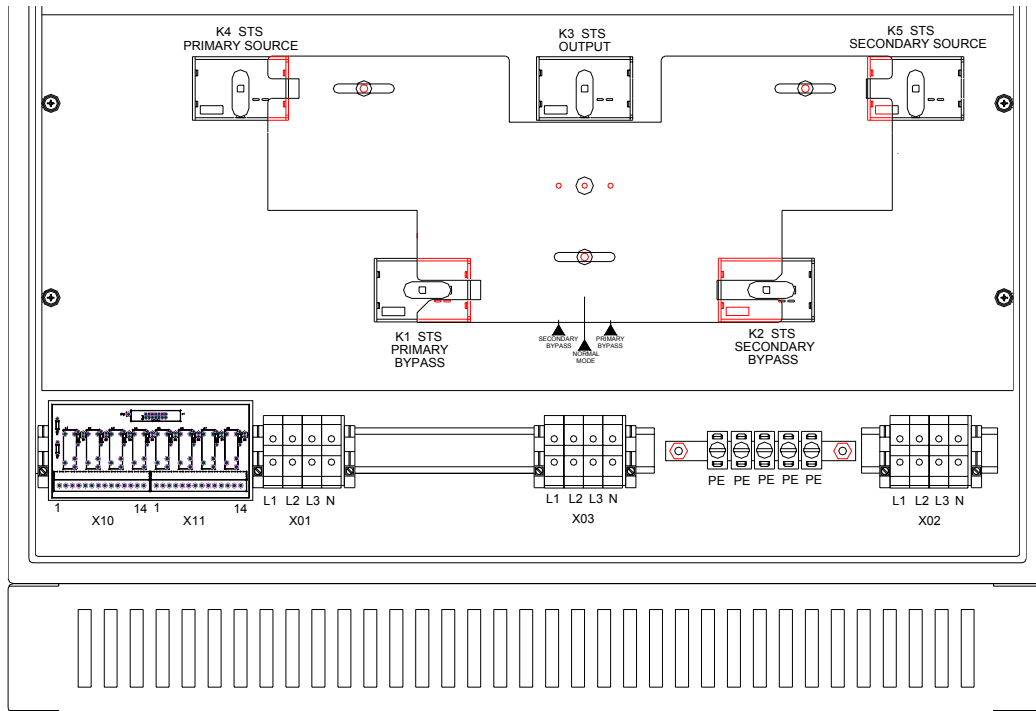 K4 STS
PRIMARY SOURCE
K3 STS
OUTPUT
K5 STS
SECONDARY SOURCE
K1 STS
PRIMARY
BYPASS
SECONDARY
BYPASS
NORMAL
MODE
PRIMARY
BYPASS
K2 STS
SECONDARY
BYPASS
1 14 1 14
X10 X11
L1 L2 L3 N
X01
L1 L2 L3 N
X03
PE PE PE PE PE
L1 L2 L3 N
X02